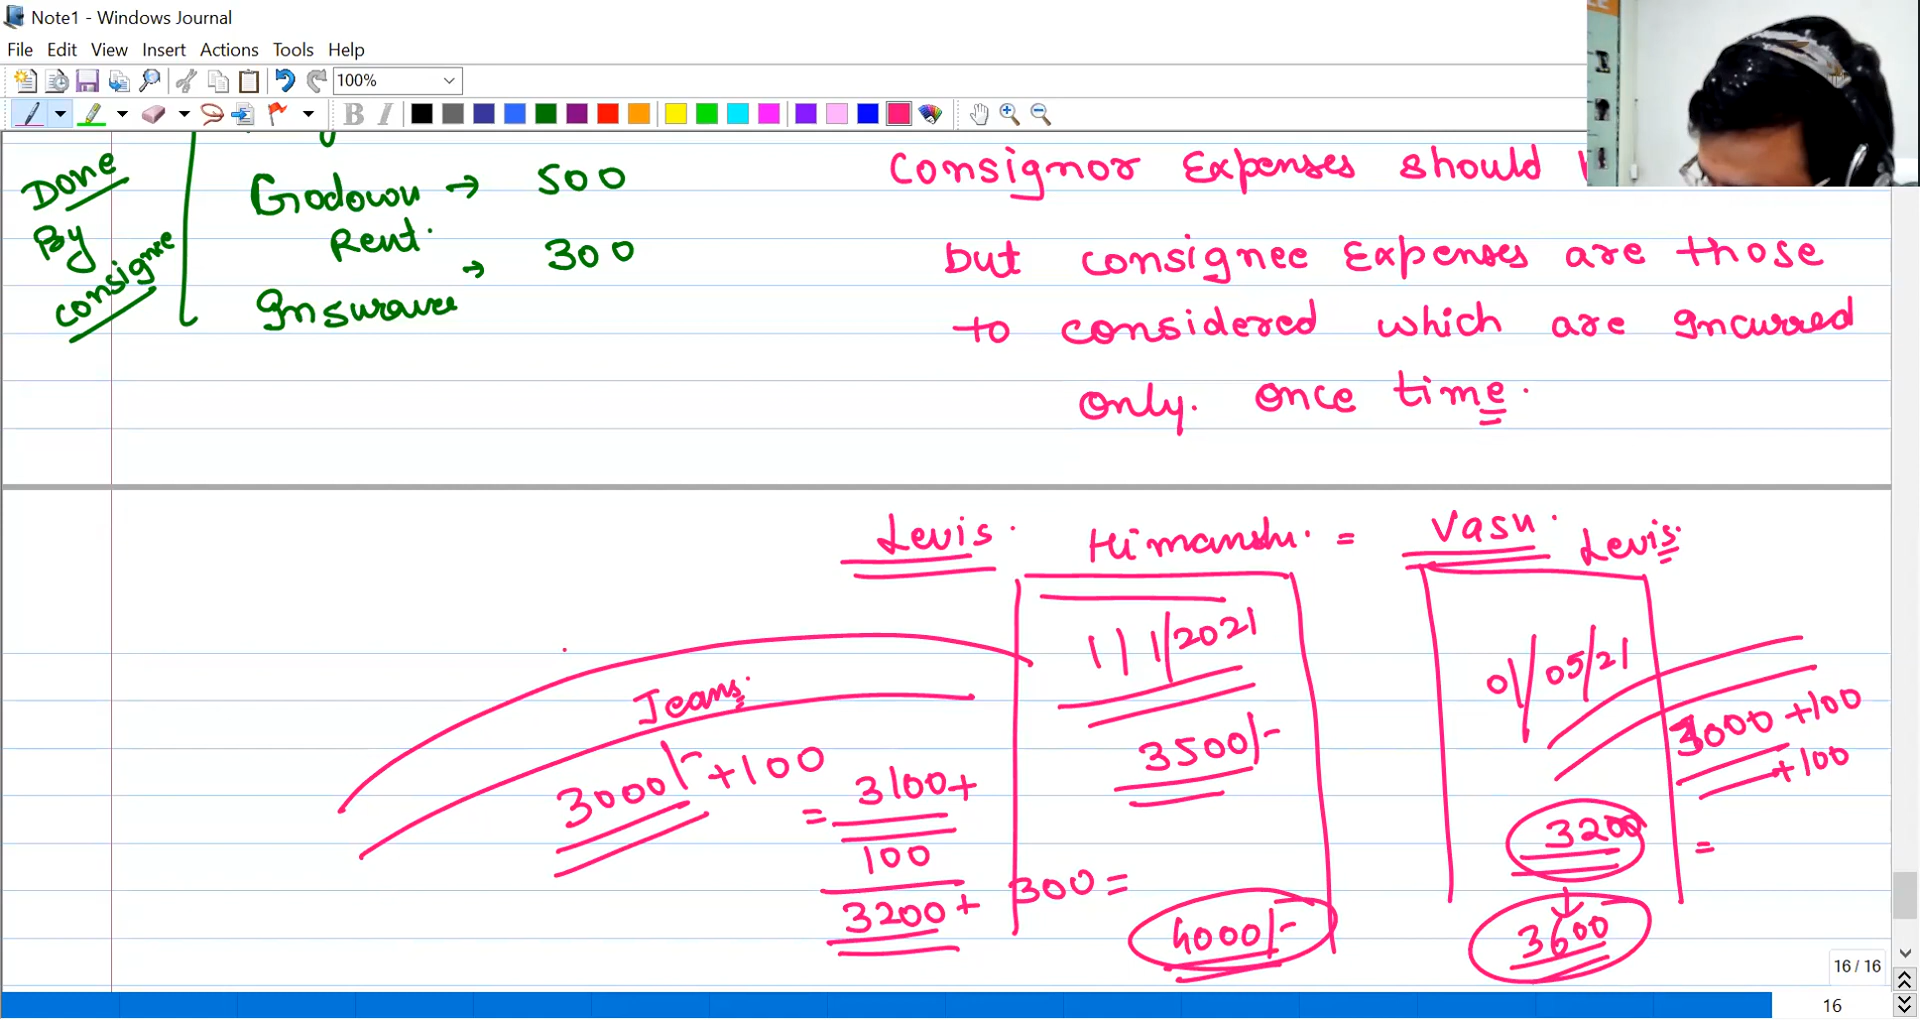 Note1 - Windows Journal
File Edit View Insert Actions Tools Help
100%
B I
Done
By
consignee
Godown → 500
Rent.
→ 300
Insurance
Consignor Expenses should
but consignee Expenses are those
to considered which are Incurred
only. once time.
Levis. Himanshu. = Vasu. Levis.
1/1/2021
01/05/21
Jeans.
3000/- +100
= 3100+
100
3200+ 300 =
3500/-
4000/-
3000 +100
+100
3200 =
3600
16 / 16
16